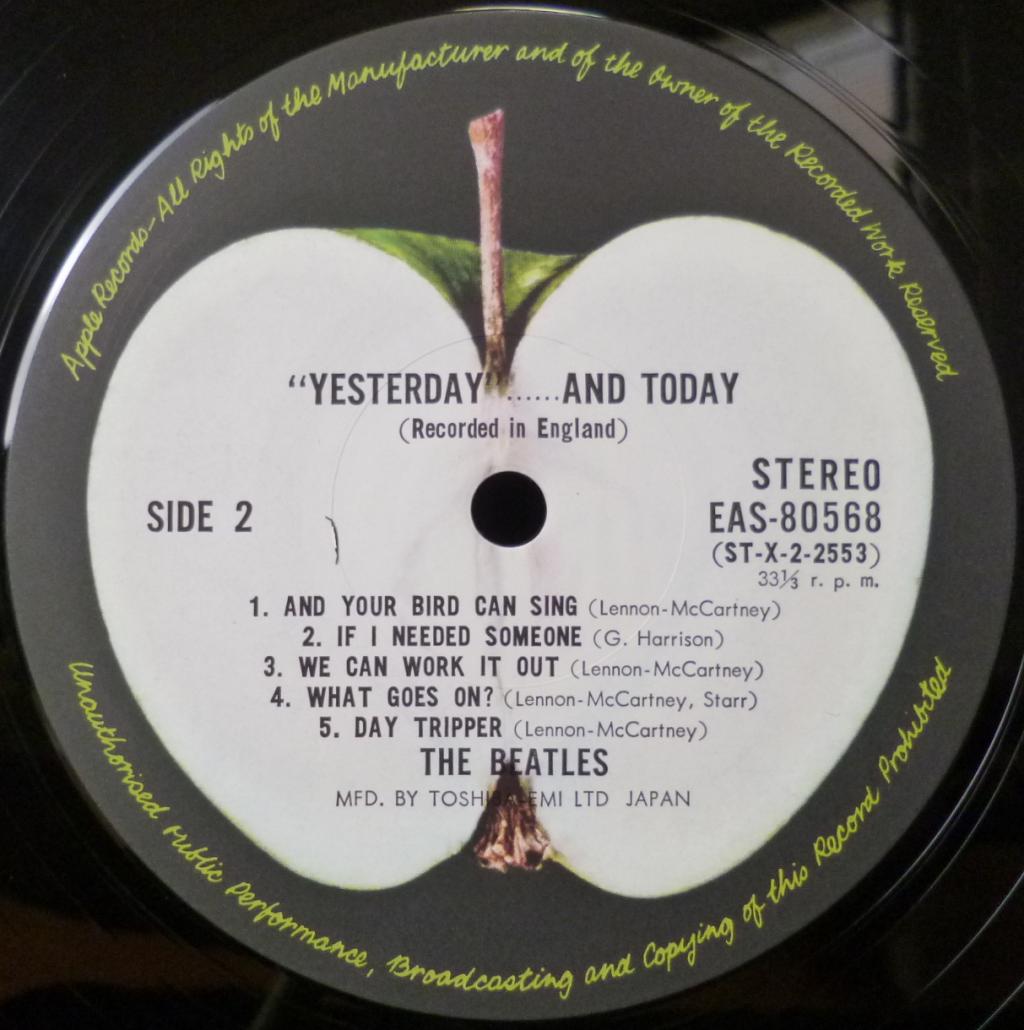 Apple Records-All Rights of the Manufacturer and of the Owner of the Recorded Work Reserved
"YESTERDAY"......AND TODAY
(Recorded in England)
STEREO
SIDE 2
EAS-80568
(ST-X-2-2553)
33⅓ r. p. m.
1. AND YOUR BIRD CAN SING (Lennon-McCartney)
2. IF I NEEDED SOMEONE (G. Harrison)
3. WE CAN WORK IT OUT (Lennon-McCartney)
4. WHAT GOES ON? (Lennon-McCartney, Starr)
5. DAY TRIPPER (Lennon-McCartney)
THE BEATLES
MFD. BY TOSHIBA-EMI LTD JAPAN
Unauthorised Public Performance, Broadcasting and Copying of this Record Prohibited